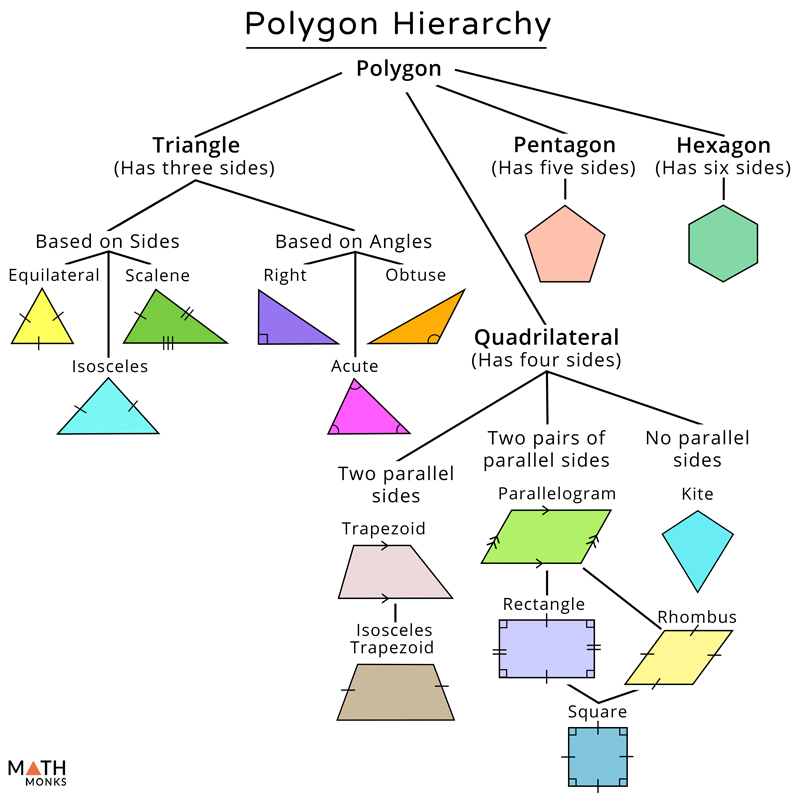 Polygon Hierarchy
Polygon
Triangle
(Has three sides)
Pentagon
(Has five sides)
Hexagon
(Has six sides)
Based on Sides
Based on Angles
Equilateral
Scalene
Isosceles
Right
Obtuse
Acute
Quadrilateral
(Has four sides)
Two parallel
sides
Two pairs of
parallel sides
No parallel
sides
Trapezoid
Parallelogram
Kite
Isosceles
Trapezoid
Rectangle
Rhombus
Square
MATH
MONKS